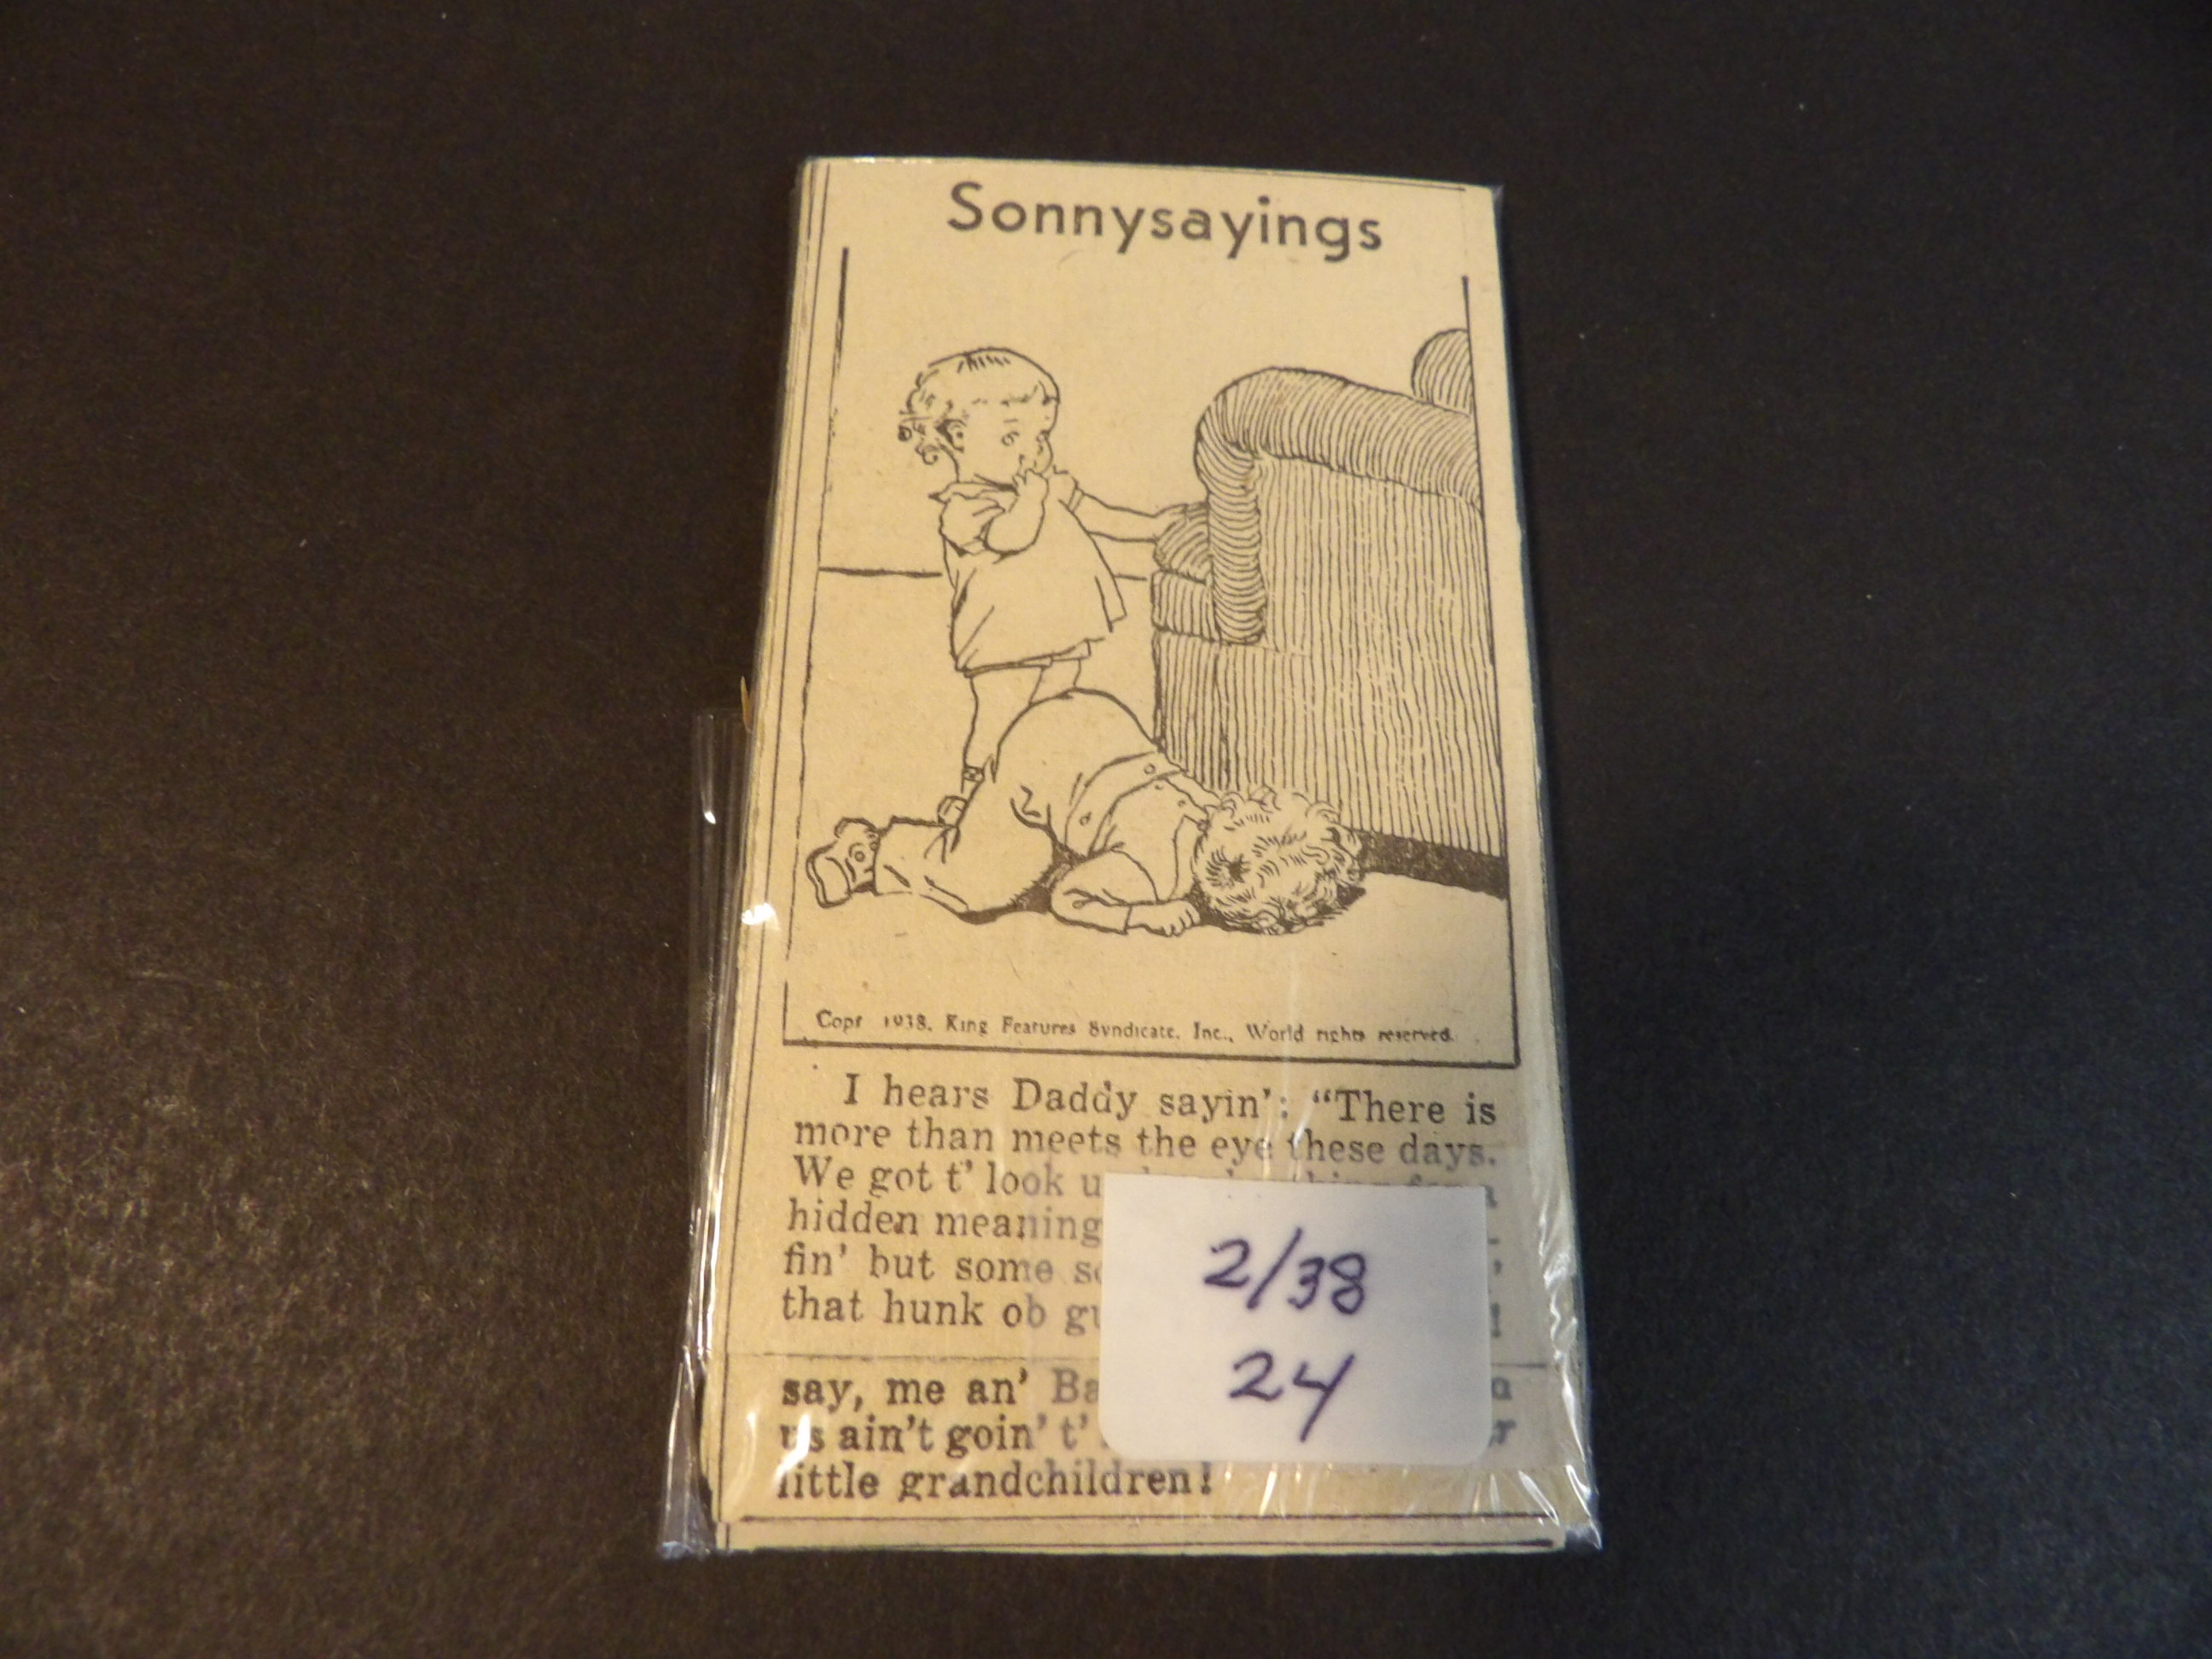 Sonnysayings
Copr 1938, King Features Syndicate, Inc., World rights reserved.
I hears Daddy sayin': "There is
more than meets the eye these days.
We got t' look
hidden meaning
fin' but some
that hunk ob
say, me an'
us ain't goin' t'
little grandchildren!
2/38
24